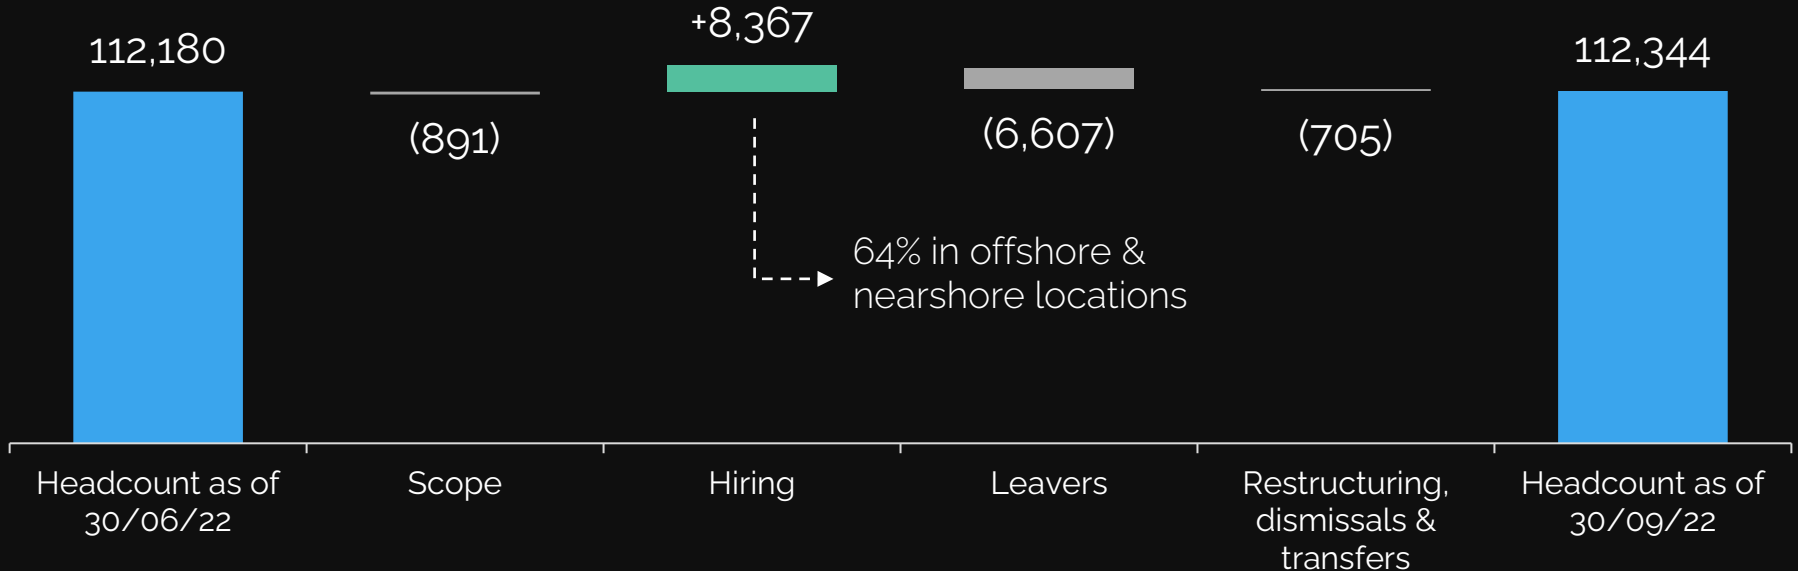 112,180
(891)
+8,367
(6,607)
(705)
112,344
64% in offshore &
nearshore locations
Headcount as of
30/06/22
Scope
Hiring
Leavers
Restructuring,
dismissals &
transfers
Headcount as of
30/09/22